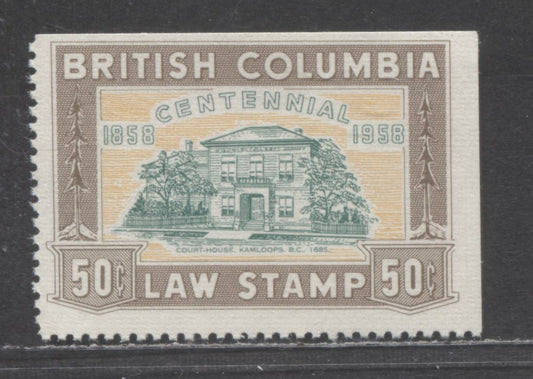 BRITISH COLUMBIA
CENTENNIAL
1858 1958
COURT-HOUSE, KAMLOOPS, B.C., 1885.
50¢ LAW STAMP 50¢